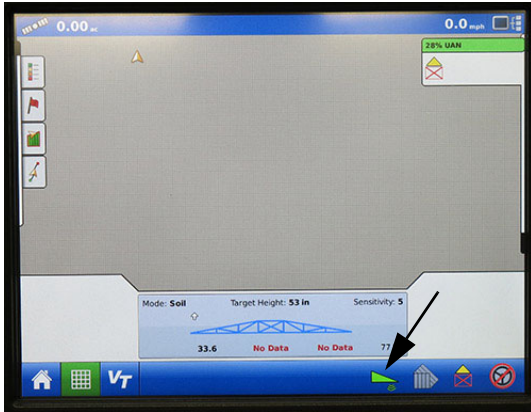 0.00 ac
0.0 mph
28% UAN
Mode: Soil Target Height: 53 in Sensitivity: 5
33.6 No Data No Data 77
VT